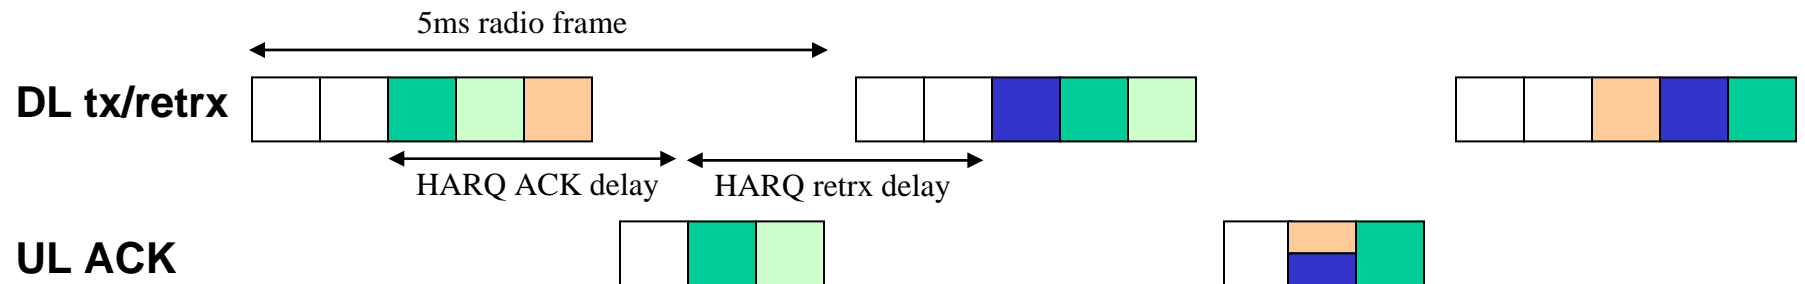 5ms radio frame
DL tx/retrx
HARQ ACK delay
HARQ retrx delay
UL ACK